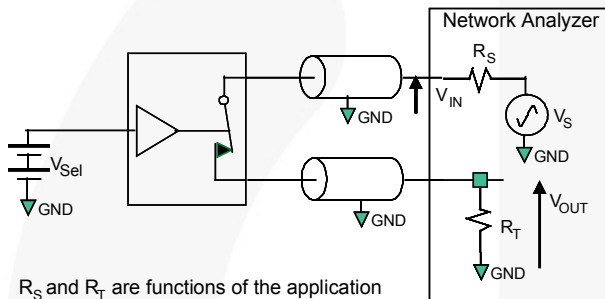 Network Analyzer
R_S
V_IN
GND
V_S
GND
V_Sel
GND
GND
V_OUT
R_T
GND
R_S and R_T are functions of the application